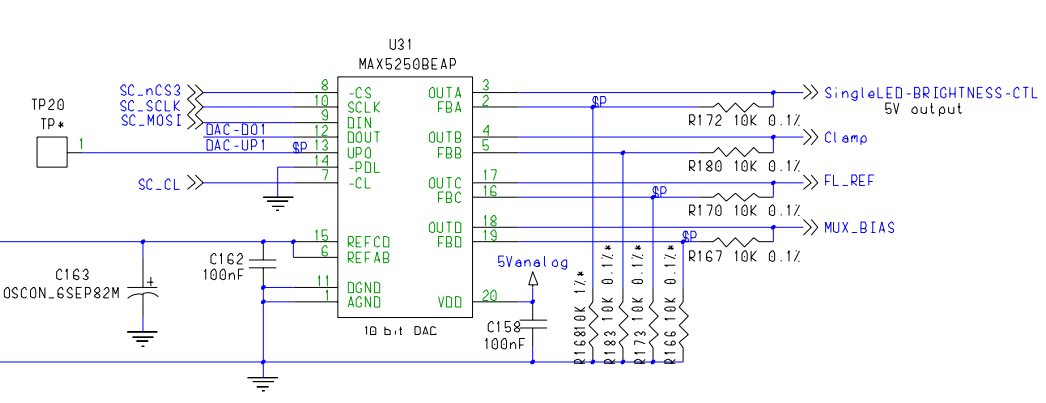 U31
MAX5250BEAP
SC_nCS3
8
-CS
OUTA
3
SingleLED-BRIGHTNESS-CTL
5V output
SC_SCLK
10
SCLK
FBA
2
$P
R172 10K 0.1%
SC_MOSI
9
DIN
DAC-DO1
12
DOUT
OUTB
4
Clamp
TP20
TP*
1
DAC-UP1
$P
13
UPO
FBB
5
R180 10K 0.1%
14
-PDL
SC_CL
7
-CL
OUTC
17
FL_REF
FBC
16
$P
R170 10K 0.1%
OUTD
18
MUX_BIAS
15
REFCD
FBD
19
$P
R167 10K 0.1%
6
REFAB
C162
100nF
C163
OSCON_6SEP82M
+
5Vanalog
11
DGND
1
AGND
VDD
20
10 bit DAC
C158
100nF
R168 10K 1%*
R183 10K 0.1%*
R173 10K 0.1%*
R166 10K 0.1%*